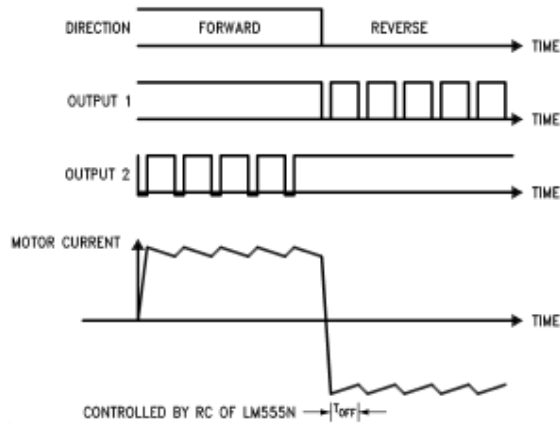 DIRECTION
FORWARD
REVERSE
TIME
OUTPUT 1
TIME
OUTPUT 2
TIME
MOTOR CURRENT
TIME
CONTROLLED BY RC OF LM555N
TOFF